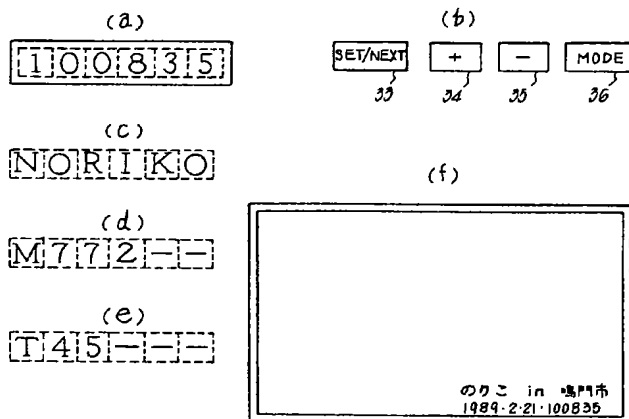 (a)
100835
(b)
SET/NEXT + − MODE
33 34 35 36
(c)
NORIKO
(d)
M772−−
(e)
T45−−−
(f)
のりこ in 鳴門市
1989・2・21・100835